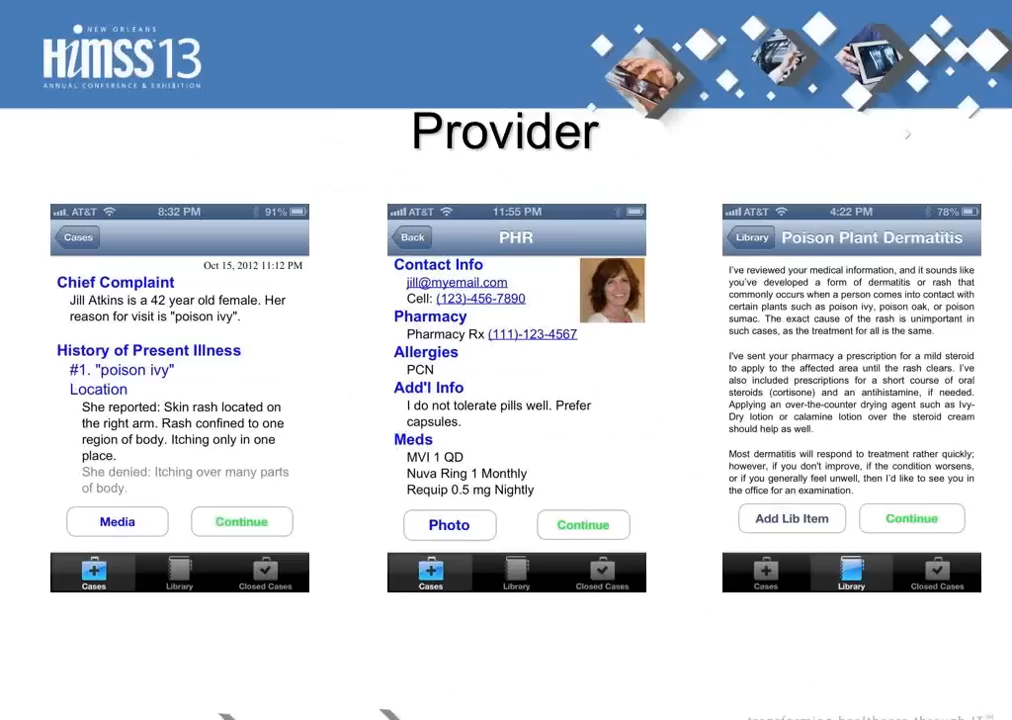 NEW ORLEANS
HIMSS13
ANNUAL CONFERENCE & EXHIBITION
Provider
AT&T 8:32 PM 91%
Cases
Oct 15, 2012 11:12 PM
Chief Complaint
Jill Atkins is a 42 year old female. Her
reason for visit is "poison ivy".
History of Present Illness
#1. "poison ivy"
Location
She reported: Skin rash located on
the right arm. Rash confined to one
region of body. Itching only in one
place.
She denied: Itching over many parts
of body.
Media Continue
Cases Library Closed Cases
AT&T 11:55 PM
Back PHR
Contact Info
jill@myemail.com
Cell: (123)-456-7890
Pharmacy
Pharmacy Rx (111)-123-4567
Allergies
PCN
Add'l Info
I do not tolerate pills well. Prefer
capsules.
Meds
MVI 1 QD
Nuva Ring 1 Monthly
Requip 0.5 mg Nightly
Photo Continue
Cases Library Closed Cases
AT&T 4:22 PM 78%
Library Poison Plant Dermatitis
I've reviewed your medical information, and it sounds like
you've developed a form of dermatitis or rash that
commonly occurs when a person comes into contact with
certain plants such as poison ivy, poison oak, or poison
sumac. The exact cause of the rash is unimportant in
such cases, as the treatment for all is the same.
I've sent your pharmacy a prescription for a mild steroid
to apply to the affected area until the rash clears. I've
also included prescriptions for a short course of oral
steroids (cortisone) and an antihistamine, if needed.
Applying an over-the-counter drying agent such as Ivy-
Dry lotion or calamine lotion over the steroid cream
should help as well.
Most dermatitis will respond to treatment rather quickly;
however, if you don't improve, if the condition worsens,
or if you generally feel unwell, then I'd like to see you in
the office for an examination.
Add Lib Item Continue
Cases Library Closed Cases